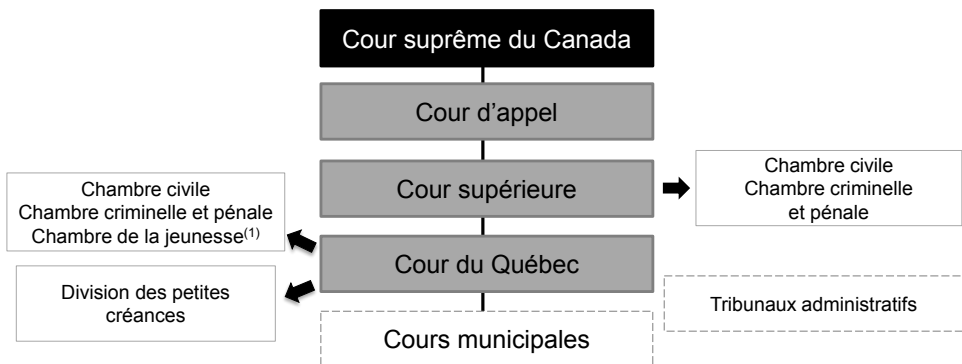 Cour suprême du Canada
Cour d’appel
Cour supérieure
Chambre civile
Chambre criminelle
et pénale
Chambre civile
Chambre criminelle et pénale
Chambre de la jeunesse(1)
Cour du Québec
Division des petites
créances
Tribunaux administratifs
Cours municipales